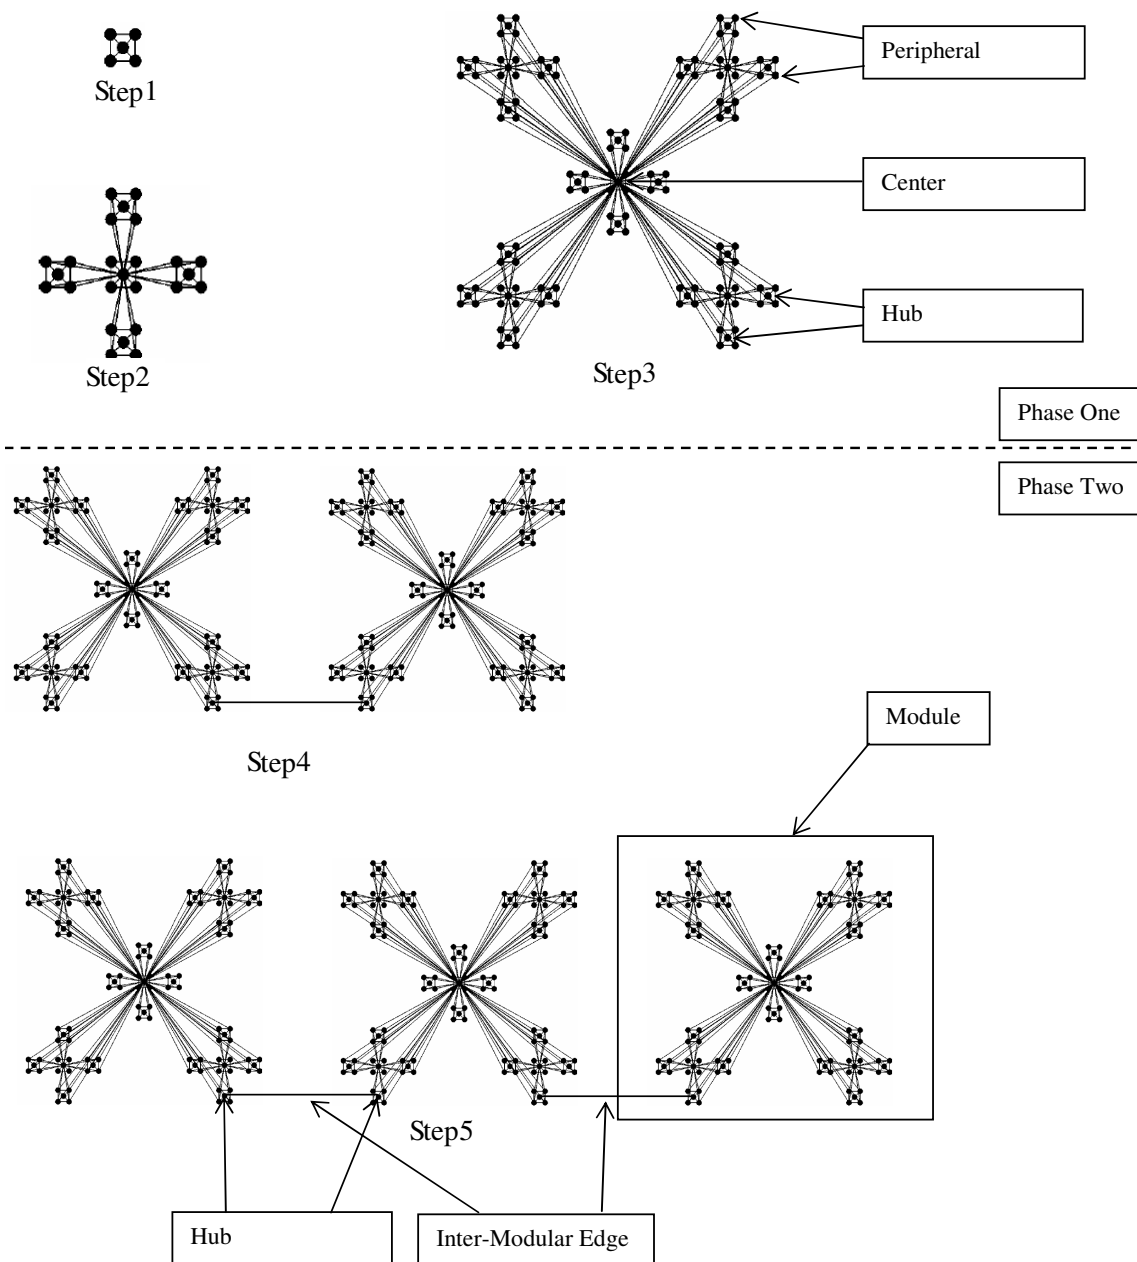 Step1
Peripheral
Center
Step2
Hub
Step3
Phase One
Phase Two
Step4
Module
Step5
Hub
Inter-Modular Edge